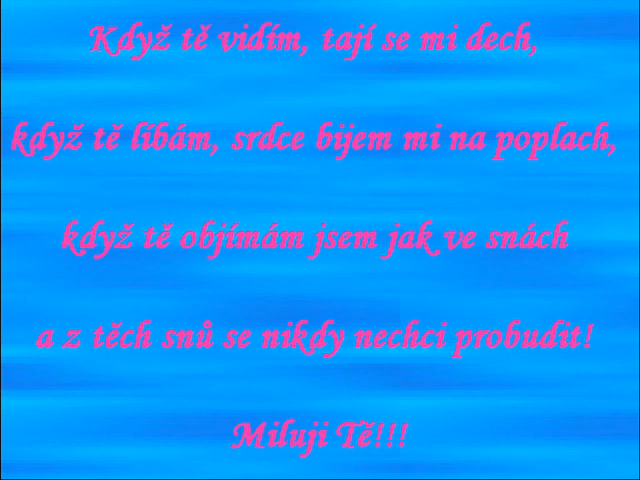 Když tě vidím, tají se mi dech,
když tě líbám, srdce bijem mi na poplach,
když tě objímám jsem jak ve snách
a z těch snů se nikdy nechci probudit!
Miluji Tě!!!